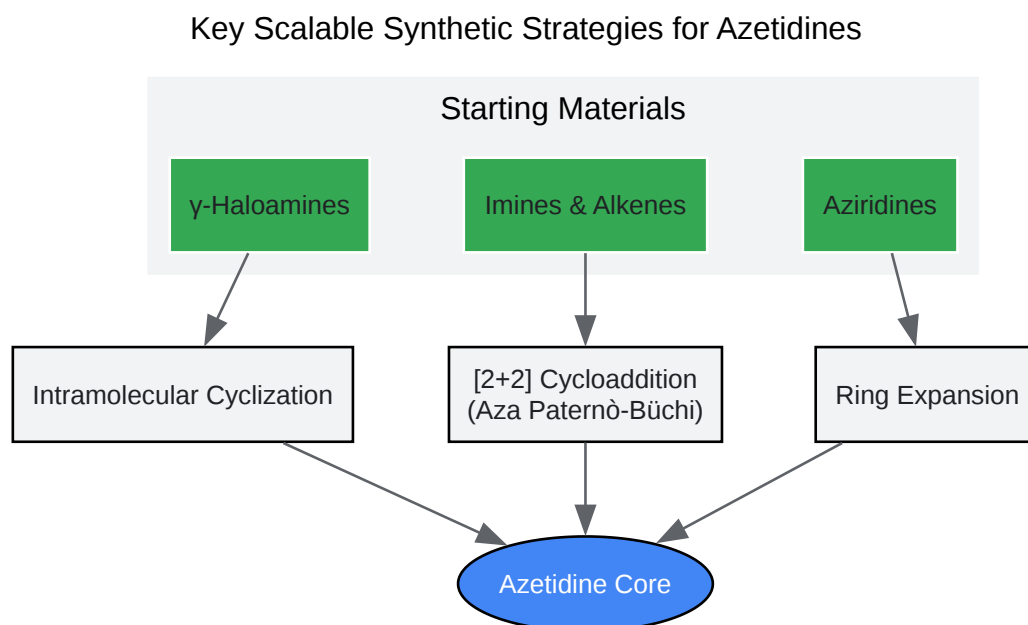 Key Scalable Synthetic Strategies for Azetidines
Starting Materials
γ-Haloamines
Imines & Alkenes
Aziridines
Intramolecular Cyclization
[2+2] Cycloaddition
(Aza Paternò-Büchi)
Ring Expansion
Azetidine Core